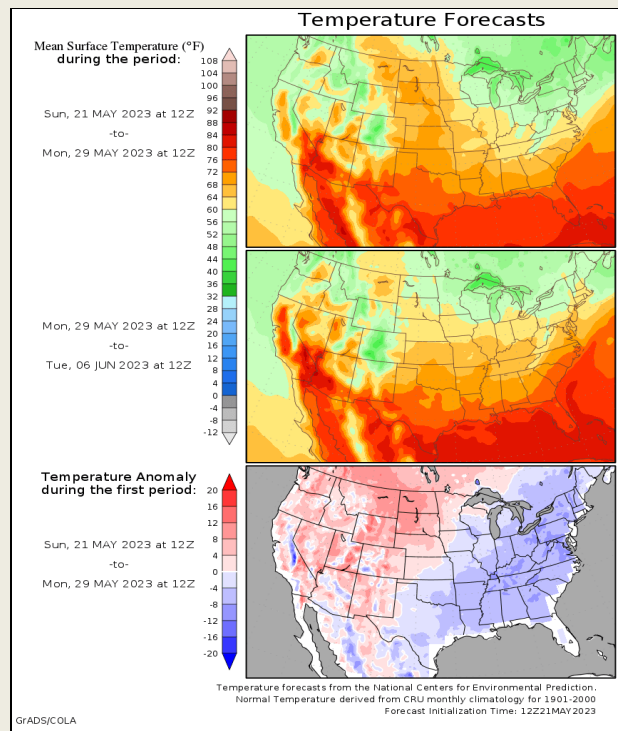 Temperature Forecasts
Mean Surface Temperature (°F)
during the period:
Sun, 21 MAY 2023 at 12Z
-to-
Mon, 29 MAY 2023 at 12Z
108
104
100
96
92
88
84
80
76
72
68
64
60
56
52
48
44
40
36
32
28
24
20
16
12
8
4
0
-4
-8
-12
Mon, 29 MAY 2023 at 12Z
-to-
Tue, 06 JUN 2023 at 12Z
Temperature Anomaly
during the first period:
Sun, 21 MAY 2023 at 12Z
-to-
Mon, 29 MAY 2023 at 12Z
20
16
12
8
4
0
-4
-8
-12
-16
-20
Temperature forecasts from the National Centers for Environmental Prediction.
Normal Temperature derived from CRU monthly climatology for 1901-2000
Forecast Initialization Time: 12Z21MAY2023
GrADS/COLA